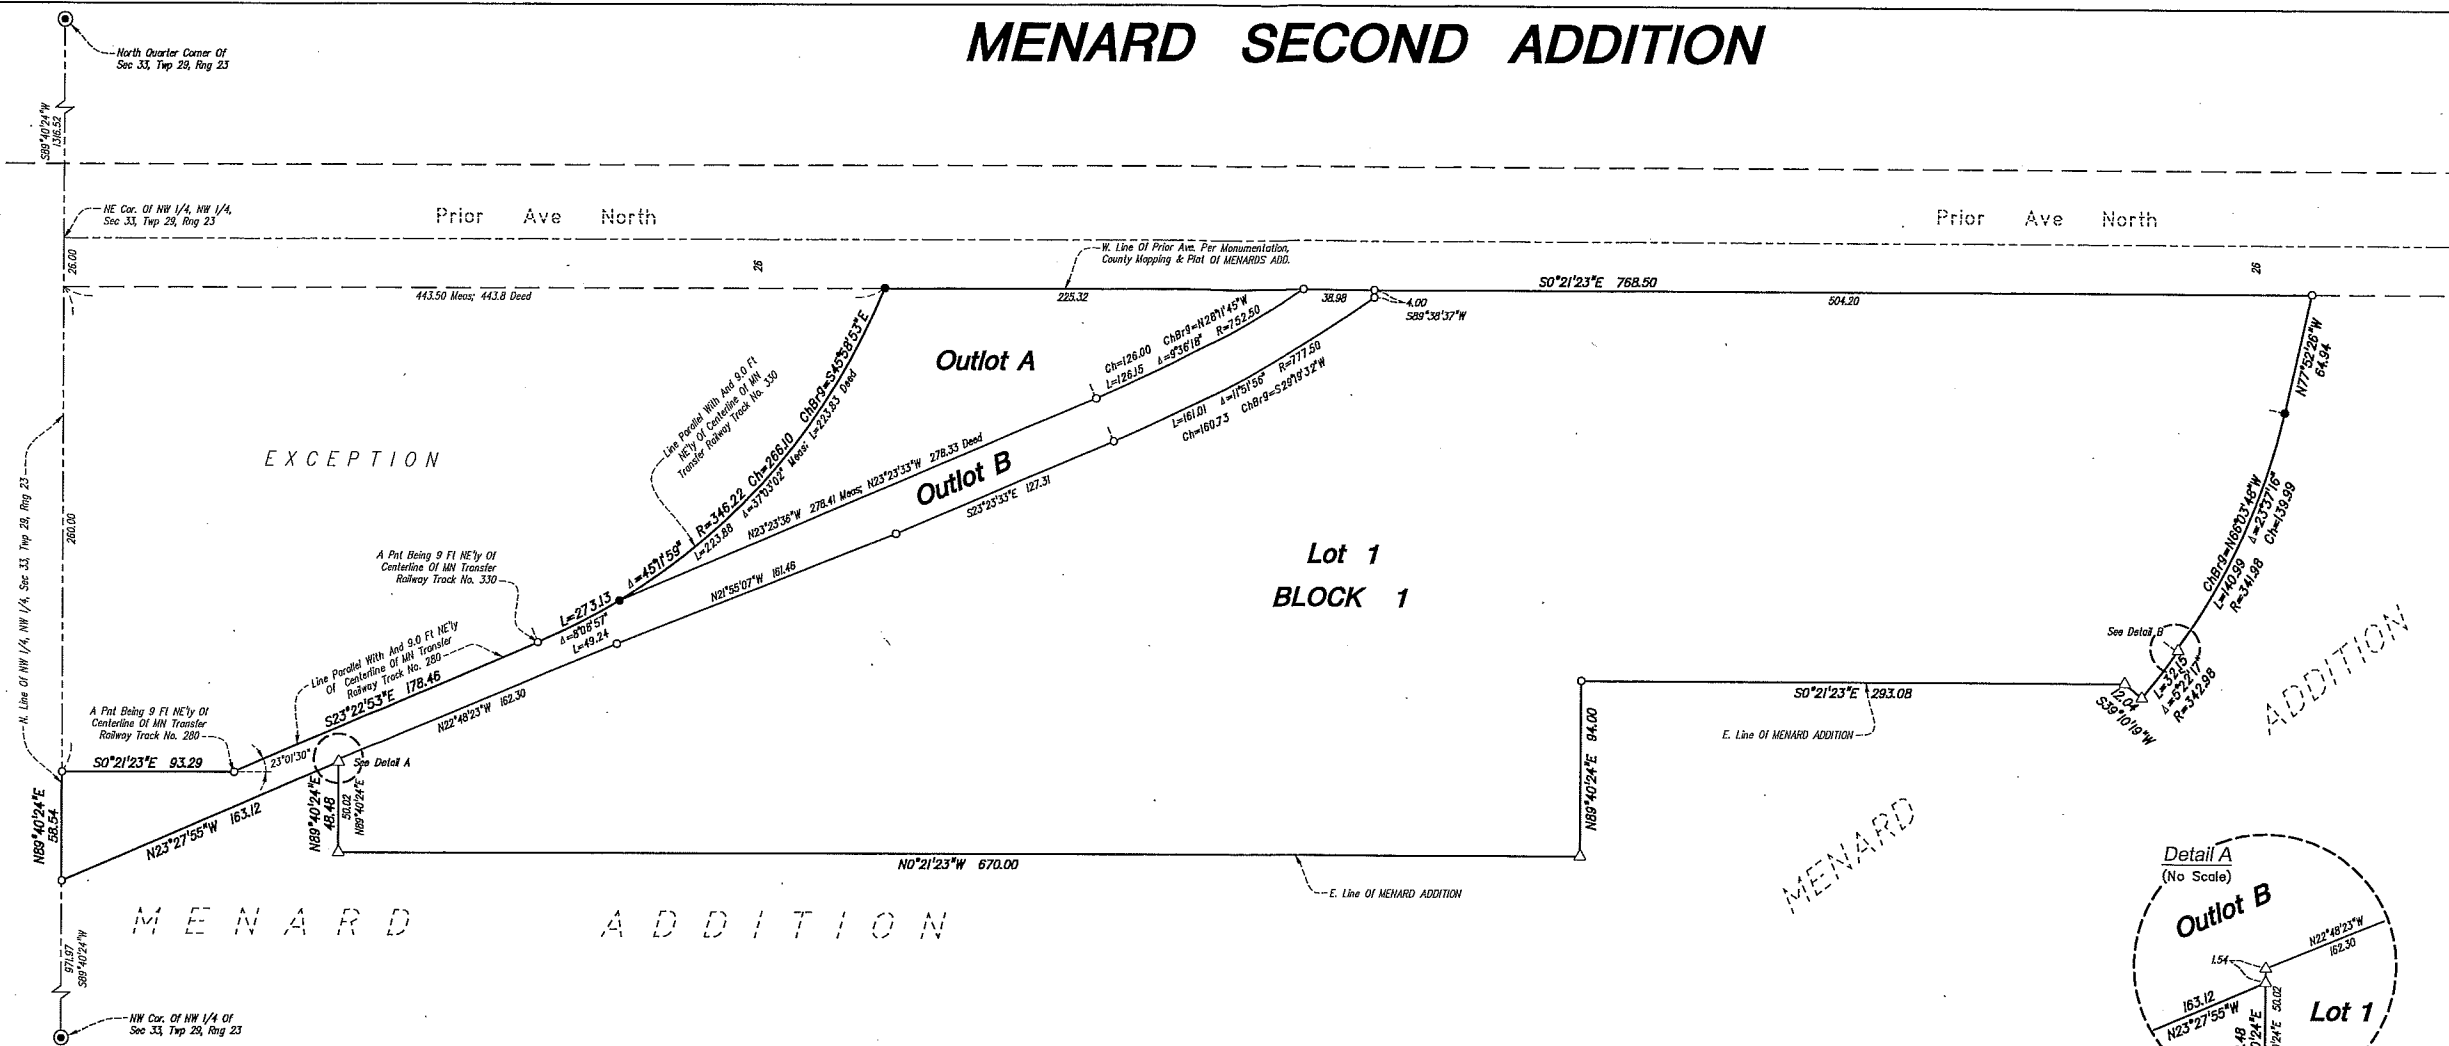 MENARD SECOND ADDITION
North Quarter Corner Of
Sec 33, Twp 29, Rng 23
S89°40'24"W
1316.52
NE Cor. Of NW 1/4, NW 1/4,
Sec 33, Twp 29, Rng 23
Prior Ave North
Prior Ave North
26.00
26
26
W. Line Of Prior Ave. Per Monumentation,
County Mapping & Plat Of MENARDS ADD.
443.50 Meas; 443.8 Deed
225.32
38.98
4.00
S89°38'37"W
S0°21'23"E 768.50
504.20
N77°52'26"W
64.94
Ch=126.00 ChBrg=N28°11'45"W
L=126.15 Δ=9°36'18" R=752.50
L=161.01 Δ=11°51'56" R=777.50
Ch=160.73 ChBrg=S29°19'32"W
Outlot A
Line Parallel With And 9.0 Ft
NE'ly Of Centerline Of MN
Transfer Railway Track No. 330
Δ=45°11'59" R=346.22 Ch=266.10 ChBrg=S45°58'53"E
L=223.88 Δ=37°03'02" Meas; L=223.83 Deed
N23°23'36"W 278.41 Meas; N23°23'33"W 278.33 Deed
Outlot B
S23°23'33"E 127.31
EXCEPTION
N. Line Of NW 1/4, NW 1/4, Sec 33, Twp 29, Rng 23
260.00
A Pnt Being 9 Ft NE'ly Of
Centerline Of MN Transfer
Railway Track No. 330
N21°55'07"W 161.46
Lot 1
BLOCK 1
L=273.13
Δ=8°08'57"
L=49.24
ChBrg=N66°03'48"W
L=140.99 Δ=23°37'16"
R=341.98 Ch=139.99
See Detail B
L=32.15
Δ=5°22'17"
R=342.98
12.04
S39°10'19"W
Line Parallel With And 9.0 Ft NE'ly
Of Centerline Of MN Transfer
Railway Track No. 280
S23°22'53"E 178.46
N22°48'23"W 162.30
A Pnt Being 9 Ft NE'ly Of
Centerline Of MN Transfer
Railway Track No. 280
S0°21'23"E 93.29
23°01'30"
See Detail A
N89°40'24"E
58.54
N23°27'55"W 163.12
N89°40'24"E
48.48
50.02
N89°40'24"E
S0°21'23"E 293.08
N89°40'24"E 94.00
E. Line Of MENARD ADDITION
N0°21'23"W 670.00
E. Line Of MENARD ADDITION
MENARD ADDITION
MENARD ADDITION
971.97
S89°40'24"W
NW Cor. Of NW 1/4 Of
Sec 33, Twp 29, Rng 23
Detail A
(No Scale)
Outlot B
N22°48'23"W
162.30
1.54
163.12
N23°27'55"W
50.02
Lot 1